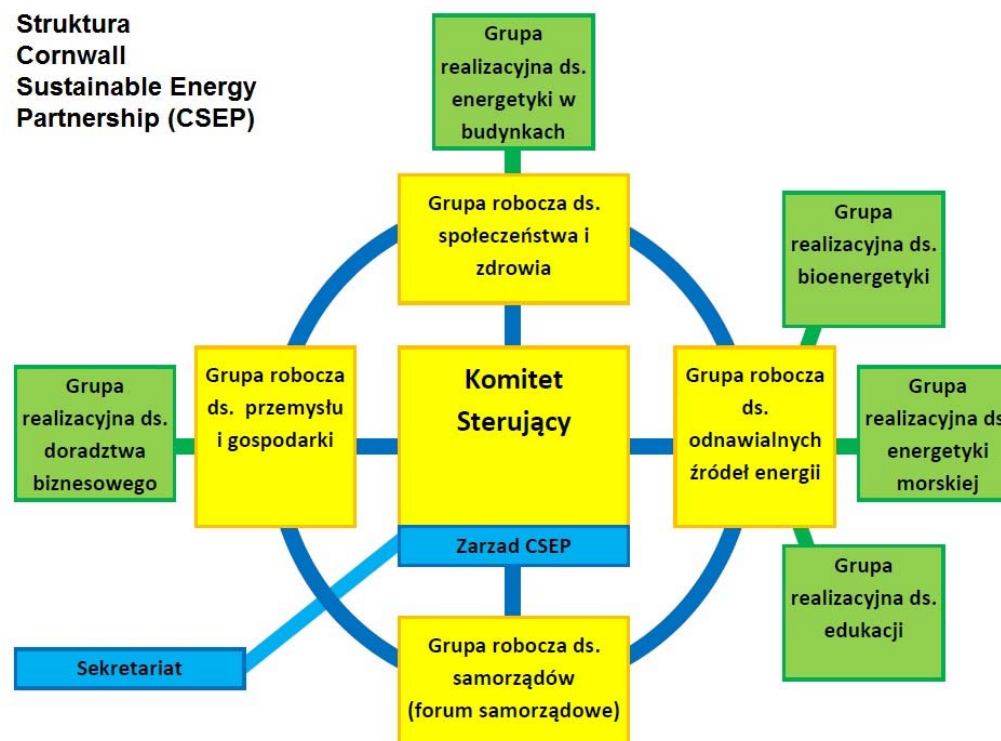 Struktura
Cornwall
Sustainable Energy
Partnership (CSEP)
Grupa
realizacyjna ds.
energetyki w
budynkach
Grupa robocza ds.
społeczeństwa i
zdrowia
Grupa
realizacyjna ds.
bioenergetyki
Grupa
realizacyjna ds.
doradztwa
biznesowego
Grupa robocza
ds. przemysłu
i gospodarki
Komitet
Sterujący
Grupa robocza
ds.
odnawialnych
źródeł energii
Grupa
realizacyjna ds
energetyki
morskiej
Zarzad CSEP
Grupa
realizacyjna ds.
edukacji
Sekretariat
Grupa robocza ds.
samorządów
(forum samorządowe)